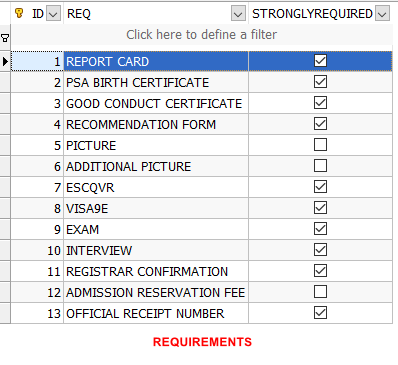 ID REQ STRONGLYREQUIRED
Click here to define a filter
1 REPORT CARD
2 PSA BIRTH CERTIFICATE
3 GOOD CONDUCT CERTIFICATE
4 RECOMMENDATION FORM
5 PICTURE
6 ADDITIONAL PICTURE
7 ESCQVR
8 VISA9E
9 EXAM
10 INTERVIEW
11 REGISTRAR CONFIRMATION
12 ADMISSION RESERVATION FEE
13 OFFICIAL RECEIPT NUMBER
REQUIREMENTS